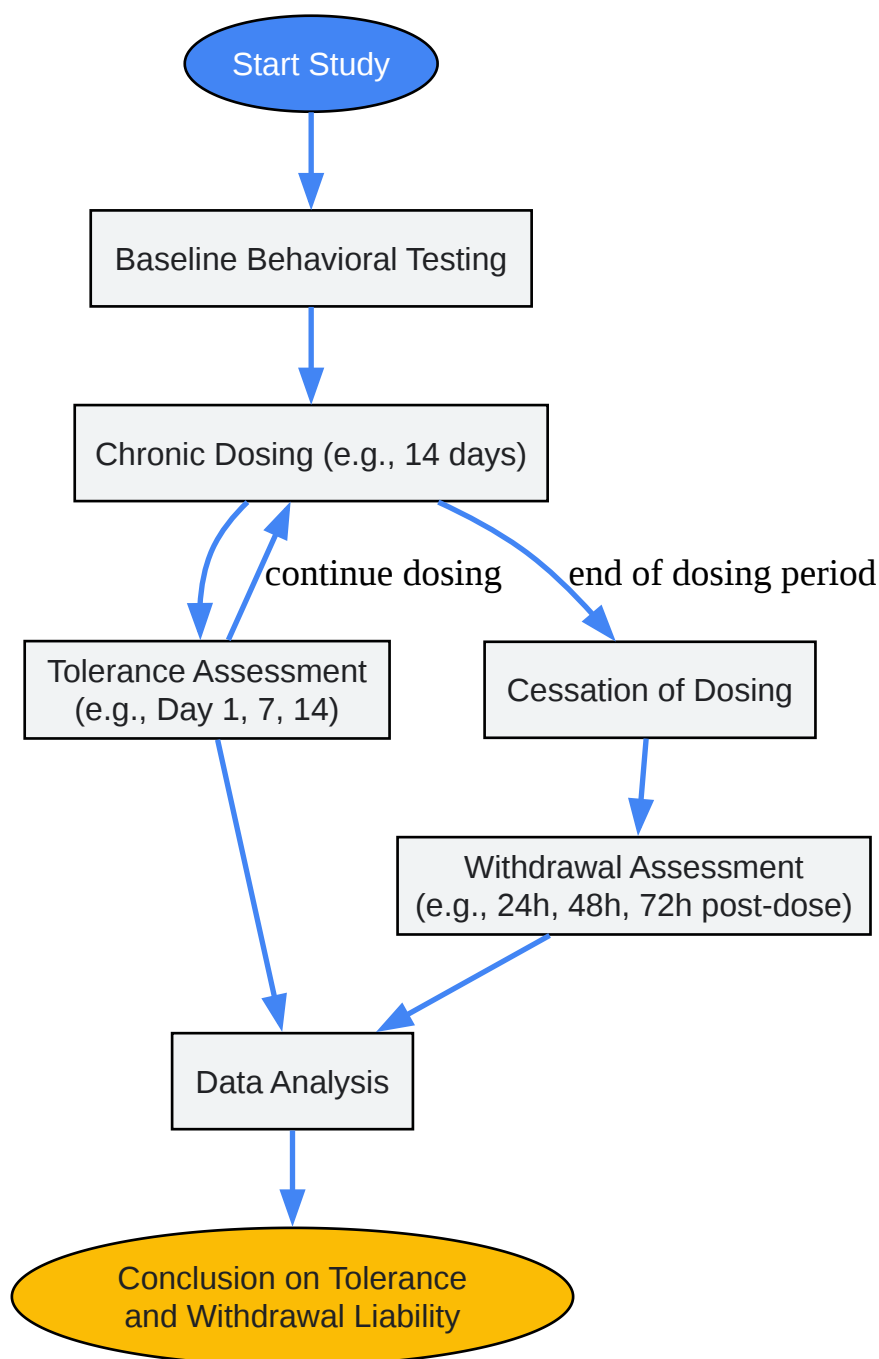 Start Study
Baseline Behavioral Testing
Chronic Dosing (e.g., 14 days)
continue dosing
end of dosing period
Tolerance Assessment
(e.g., Day 1, 7, 14)
Cessation of Dosing
Withdrawal Assessment
(e.g., 24h, 48h, 72h post-dose)
Data Analysis
Conclusion on Tolerance
and Withdrawal Liability